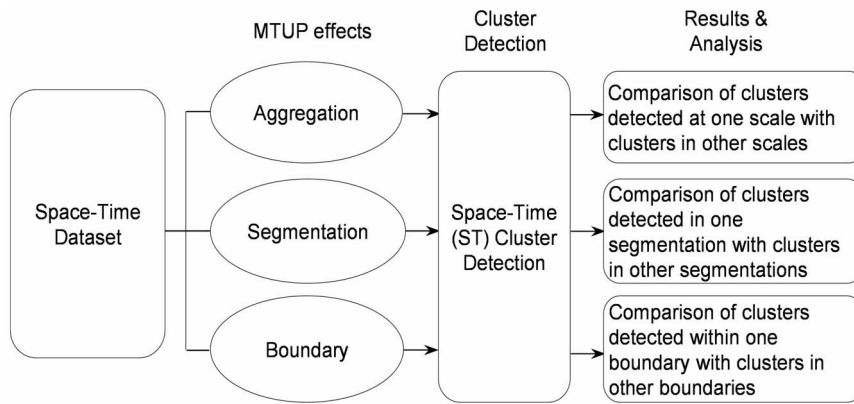 MTUP effects
Cluster
Detection
Results &
Analysis
Space-Time
Dataset
Aggregation
Segmentation
Boundary
Space-Time
(ST) Cluster
Detection
Comparison of clusters
detected at one scale with
clusters in other scales
Comparison of clusters
detected in one
segmentation with clusters
in other segmentations
Comparison of clusters
detected within one
boundary with clusters in
other boundaries